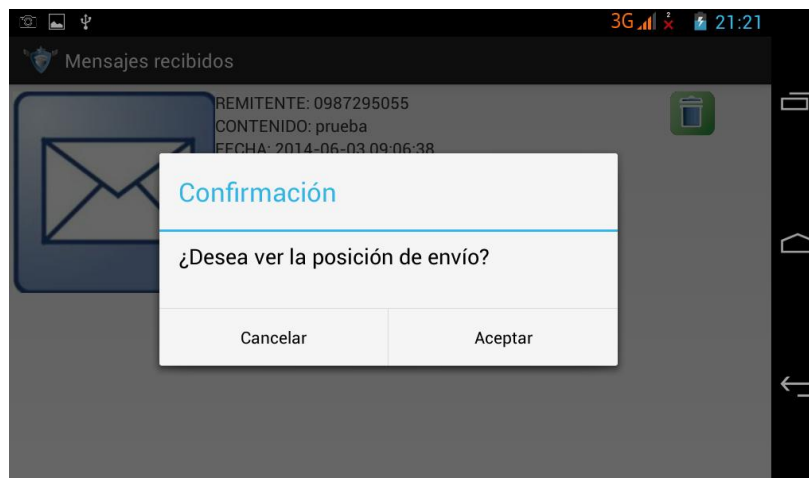 3G 2 21:21
Mensajes recibidos
REMITENTE: 0987295055
CONTENIDO: prueba
FECHA: 2014-06-03 09:06:38
Confirmación
¿Desea ver la posición de envío?
Cancelar Aceptar